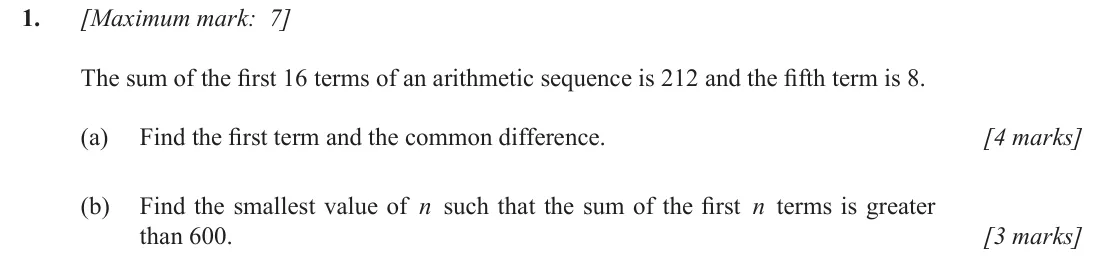 1. [Maximum mark: 7]
The sum of the first 16 terms of an arithmetic sequence is 212 and the fifth term is 8.
(a) Find the first term and the common difference. [4 marks]
(b) Find the smallest value of n such that the sum of the first n terms is greater
than 600. [3 marks]